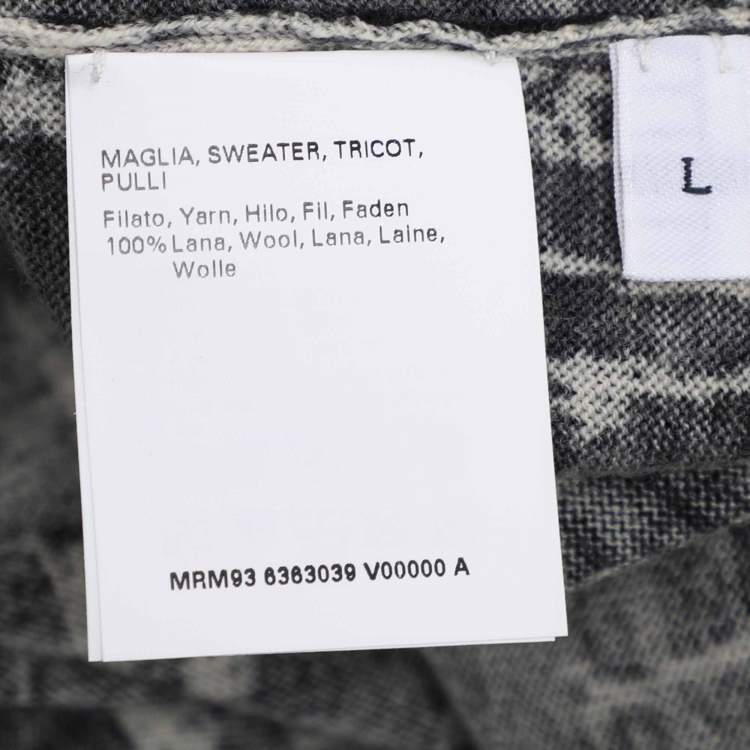 MAGLIA, SWEATER, TRICOT,
PULLI
Filato, Yarn, Hilo, Fil, Faden
100% Lana, Wool, Lana, Laine,
Wolle
MRM93 6363039 V00000 A
L